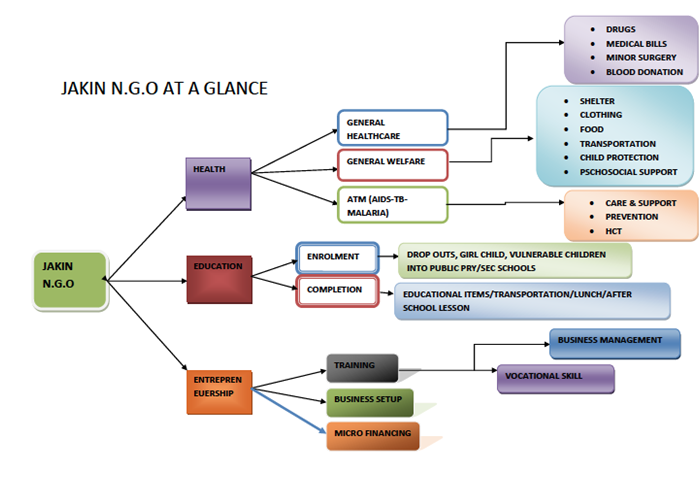 JAKIN N.G.O AT A GLANCE
JAKIN
N.G.O
HEALTH
GENERAL
HEALTHCARE
• DRUGS
• MEDICAL BILLS
• MINOR SURGERY
• BLOOD DONATION
GENERAL WELFARE
• SHELTER
• CLOTHING
• FOOD
• TRANSPORTATION
• CHILD PROTECTION
• PSCHOSOCIAL SUPPORT
ATM (AIDS-TB-
MALARIA)
• CARE & SUPPORT
• PREVENTION
• HCT
EDUCATION
ENROLMENT
DROP OUTS, GIRL CHILD, VULNERABLE CHILDREN
INTO PUBLIC PRY/SEC SCHOOLS
COMPLETION
EDUCATIONAL ITEMS/TRANSPORTATION/LUNCH/AFTER
SCHOOL LESSON
ENTREPREN
EUERSHIP
TRAINING
BUSINESS MANAGEMENT
VOCATIONAL SKILL
BUSINESS SETUP
MICRO FINANCING